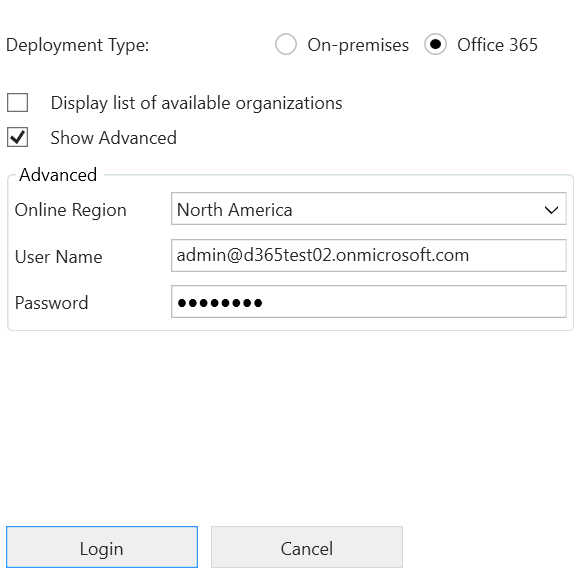 Deployment Type: On-premises Office 365
Display list of available organizations
Show Advanced
Advanced
Online Region North America
User Name admin@d365test02.onmicrosoft.com
Password ●●●●●●●●
Login Cancel